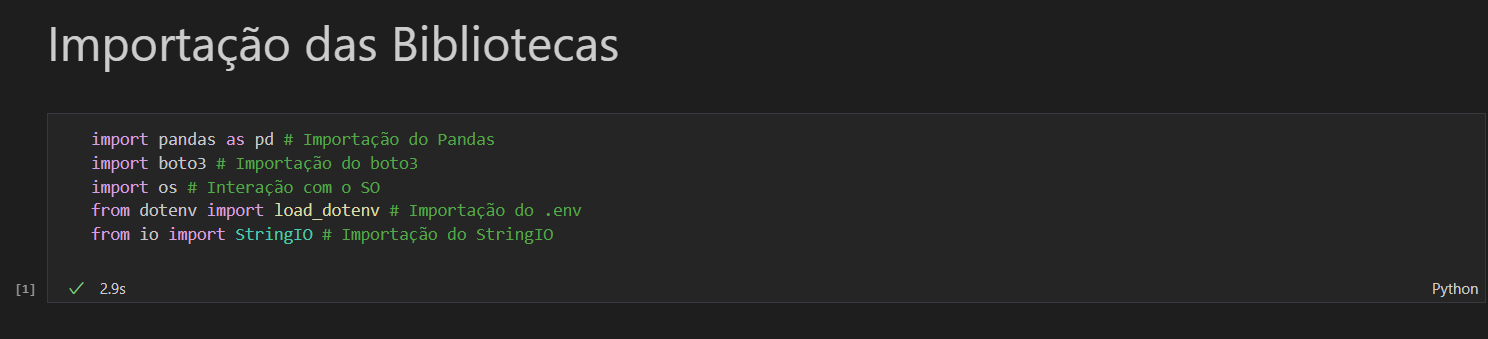 Importação das Bibliotecas
import pandas as pd # Importação do Pandas
import boto3 # Importação do boto3
import os # Interação com o SO
from dotenv import load_dotenv # Importação do .env
from io import StringIO # Importação do StringIO
[1] ✓ 2.9s Python